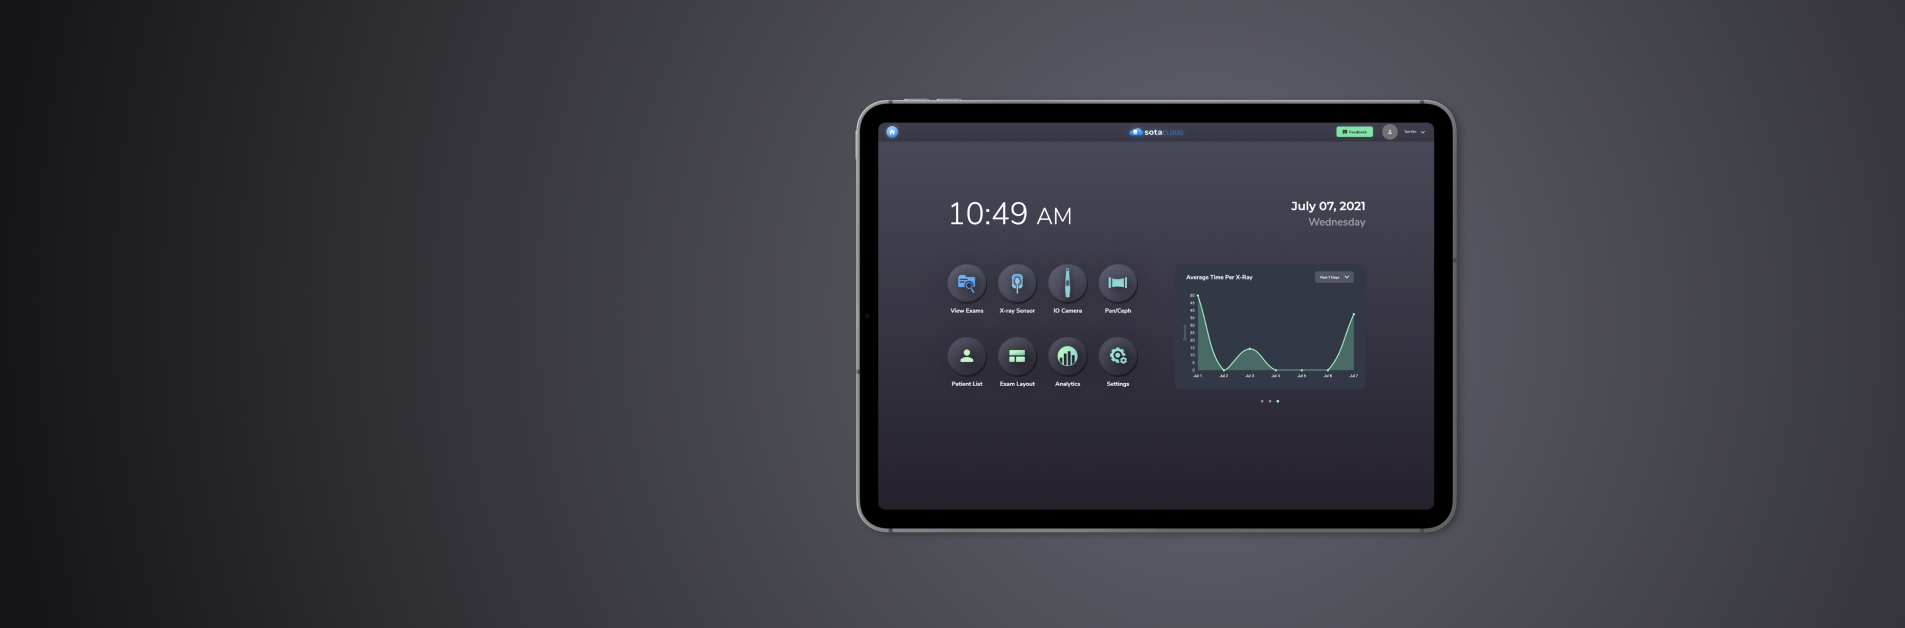 sotaCLOUD
Feedback
10:49 AM
July 07, 2021
Wednesday
View Exams
X-ray Sensor
IO Camera
Pan/Ceph
Patient List
Exam Layout
Analytics
Settings
Average Time Per X-Ray
Past 7 Days
50
45
40
35
30
25
20
15
10
5
0
Jul 1
Jul 2
Jul 3
Jul 4
Jul 5
Jul 6
Jul 7